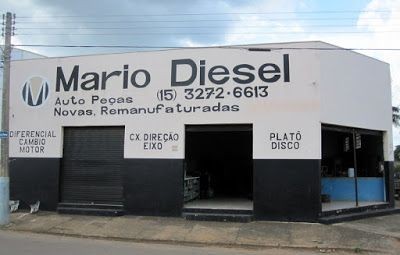 M
Mario Diesel
Auto Peças (15) 3272-6613
Novas, Remanufaturadas
DIFERENCIAL
CAMBIO
MOTOR
CX. DIREÇÃO
EIXO
PLATÔ
DISCO